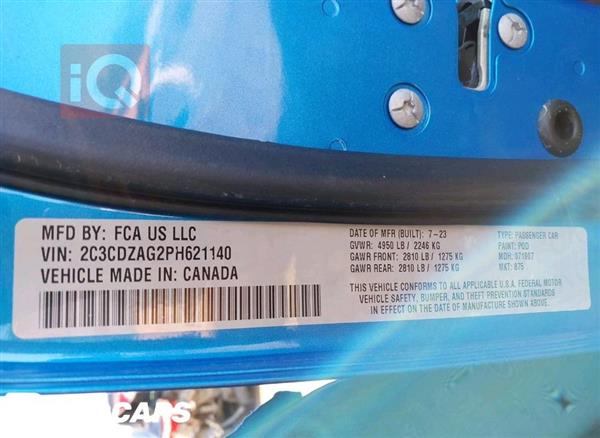 iQ
MFD BY: FCA US LLC
VIN: 2C3CDZAG2PH621140
VEHICLE MADE IN: CANADA
DATE OF MFR (BUILT): 7-23
GVWR: 4950 LB / 2246 KG
GAWR FRONT: 2810 LB / 1275 KG
GAWR REAR: 2810 LB / 1275 KG
TYPE: PASSENGER CAR
PAINT: PQD
MDH: 071907
MKT: 875
THIS VEHICLE CONFORMS TO ALL APPLICABLE U.S.A. FEDERAL MOTOR
VEHICLE SAFETY, BUMPER, AND THEFT PREVENTION STANDARDS
IN EFFECT ON THE DATE OF MANUFACTURE SHOWN ABOVE.
CARS